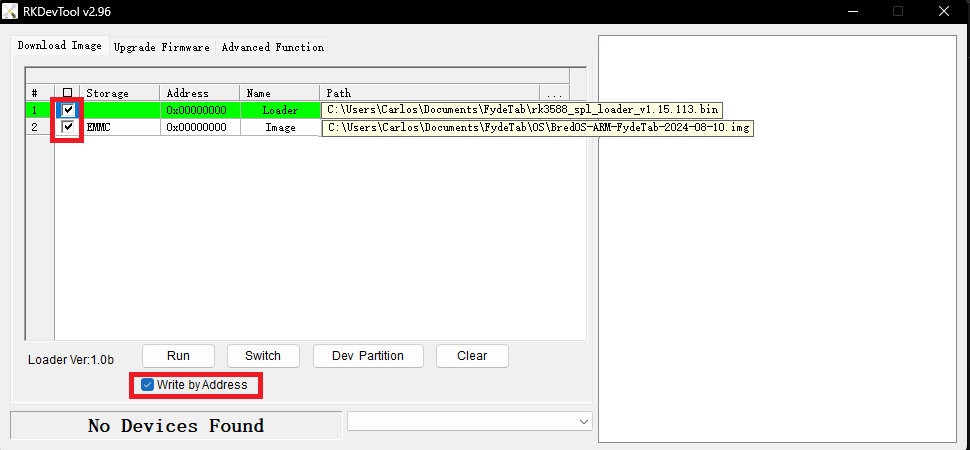 RKDevTool v2.96
Download Image Upgrade Firmware Advanced Function
# Storage Address Name Path ...
1 0x00000000 Loader C:\Users\Carlos\Documents\FydeTab\rk3588_spl_loader_v1.15.113.bin
2 EMMC 0x00000000 Image C:\Users\Carlos\Documents\FydeTab\OS\BredOS-ARM-FydeTab-2024-08-10.img
Loader Ver:1.0b Run Switch Dev Partition Clear
Write by Address
No Devices Found